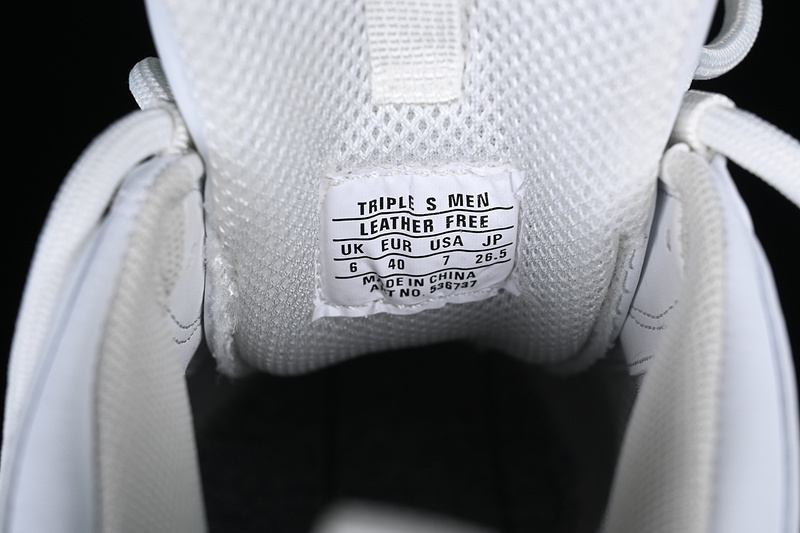 TRIPLE S MEN
LEATHER FREE
UK EUR USA JP
6 40 7 26.5
MADE IN CHINA
ART NO. 536737